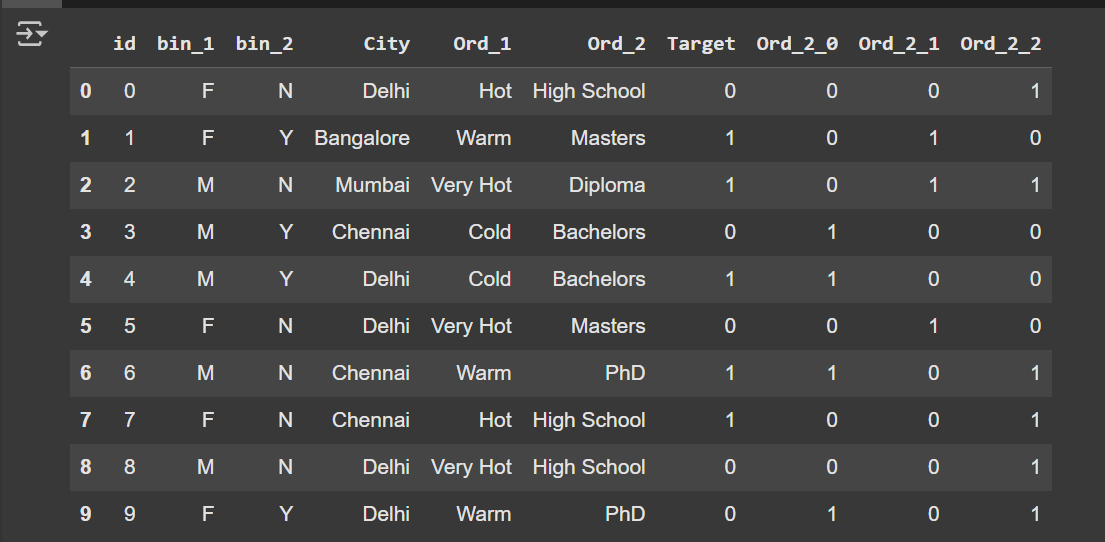 id bin_1 bin_2 City Ord_1 Ord_2 Target Ord_2_0 Ord_2_1 Ord_2_2
0 0 F N Delhi Hot High School 0 0 0 1
1 1 F Y Bangalore Warm Masters 1 0 1 0
2 2 M N Mumbai Very Hot Diploma 1 0 1 1
3 3 M Y Chennai Cold Bachelors 0 1 0 0
4 4 M Y Delhi Cold Bachelors 1 1 0 0
5 5 F N Delhi Very Hot Masters 0 0 1 0
6 6 M N Chennai Warm PhD 1 1 0 1
7 7 F N Chennai Hot High School 1 0 0 1
8 8 M N Delhi Very Hot High School 0 0 0 1
9 9 F Y Delhi Warm PhD 0 1 0 1